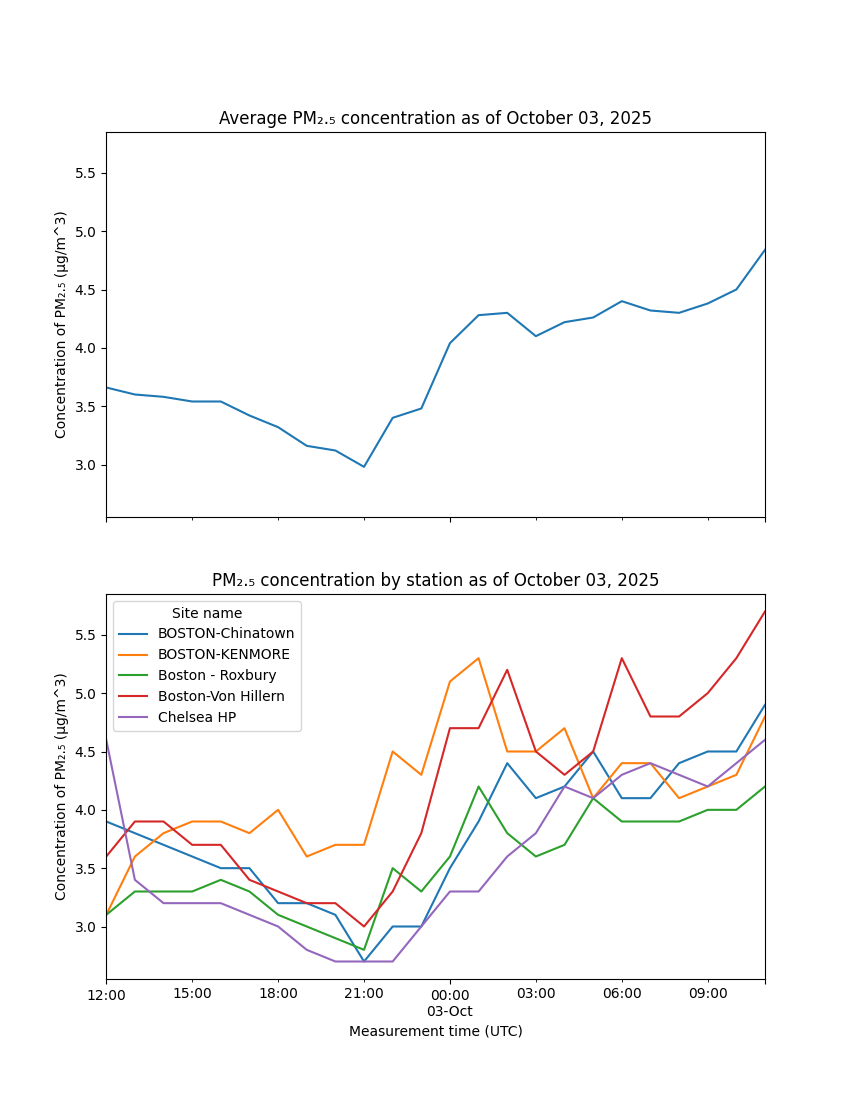 Average PM₂.₅ concentration as of October 03, 2025
5.5
5.0
4.5
4.0
3.5
3.0
Concentration of PM₂.₅ (µg/m^3)
PM₂.₅ concentration by station as of October 03, 2025
Site name
BOSTON-Chinatown
BOSTON-KENMORE
Boston - Roxbury
Boston-Von Hillern
Chelsea HP
5.5
5.0
4.5
4.0
3.5
3.0
Concentration of PM₂.₅ (µg/m^3)
12:00 15:00 18:00 21:00 00:00 03:00 06:00 09:00
03-Oct
Measurement time (UTC)